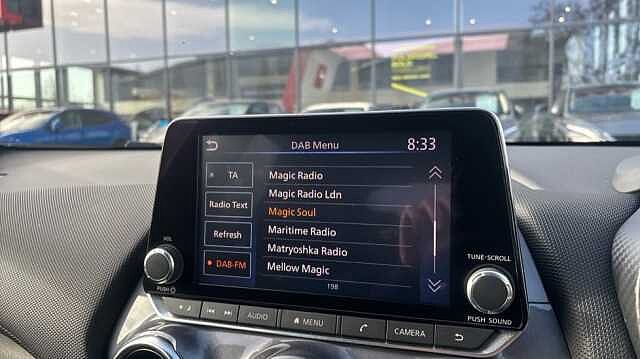 DAB Menu 8:33
TA
Radio Text
Refresh
DAB-FM
Magic Radio
Magic Radio Ldn
Magic Soul
Maritime Radio
Matryoshka Radio
Mellow Magic
198
VOL
PUSH
TUNE·SCROLL
PUSH SOUND
AUDIO
MENU
CAMERA